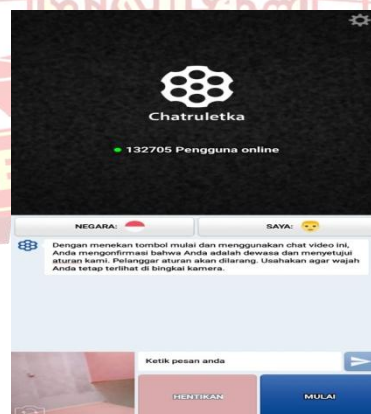 Chatruletka
132705 Pengguna online
NEGARA:
SAYA:
Dengan menekan tombol mulai dan menggunakan chat video ini,
Anda mengonfirmasi bahwa Anda adalah dewasa dan menyetujui
aturan kami. Pelanggar aturan akan dilarang. Usahakan agar wajah
Anda tetap terlihat di bingkai kamera.
Ketik pesan anda
HENTIKAN
MULAI